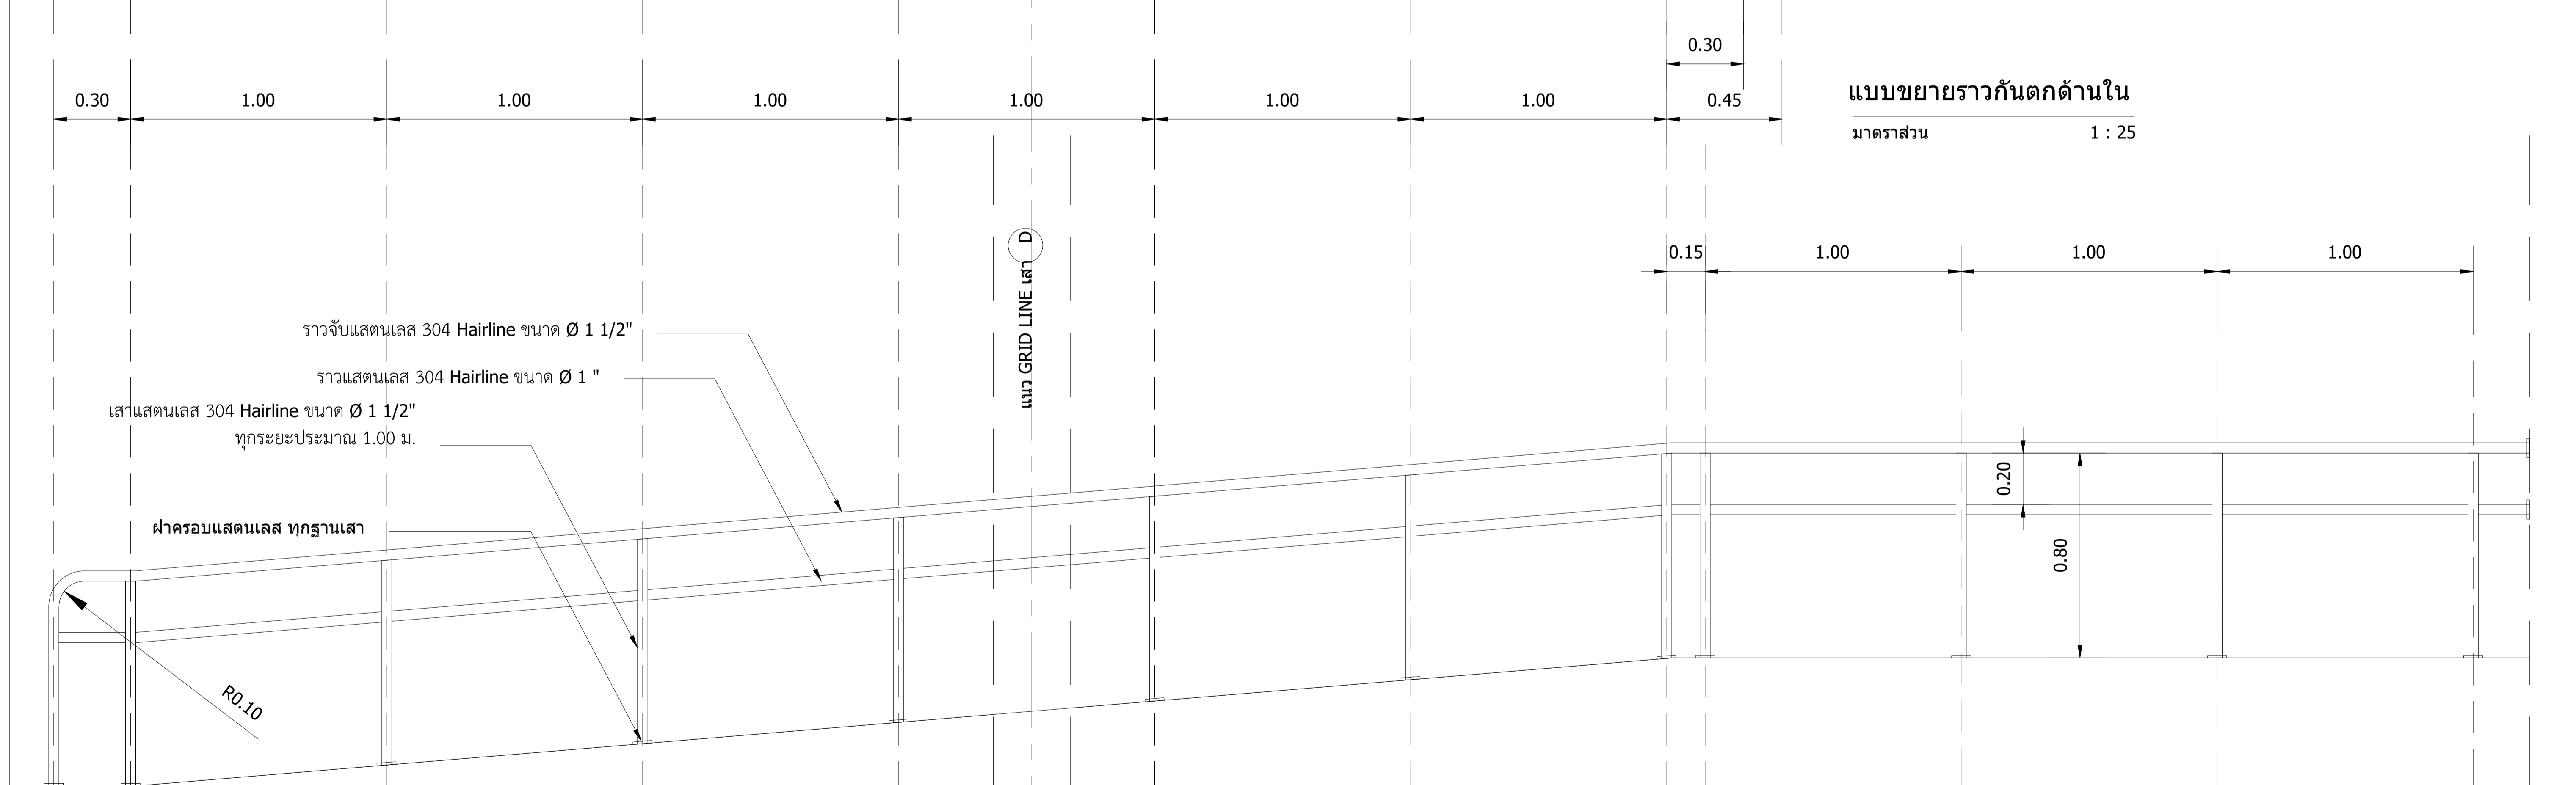 0.30
0.30 1.00 1.00 1.00 1.00 1.00 1.00 0.45
แบบขยายราวกันตกด้านใน
มาตราส่วน 1 : 25
แนว GRID LINE เสา D
0.15 1.00 1.00 1.00
ราวจับแสตนเลส 304 Hairline ขนาด Ø 1 1/2"
ราวแสตนเลส 304 Hairline ขนาด Ø 1 "
เสาแสตนเลส 304 Hairline ขนาด Ø 1 1/2"
ทุกระยะประมาณ 1.00 ม.
ฝาครอบแสตนเลส ทุกฐานเสา
0.20
0.80
R0.10